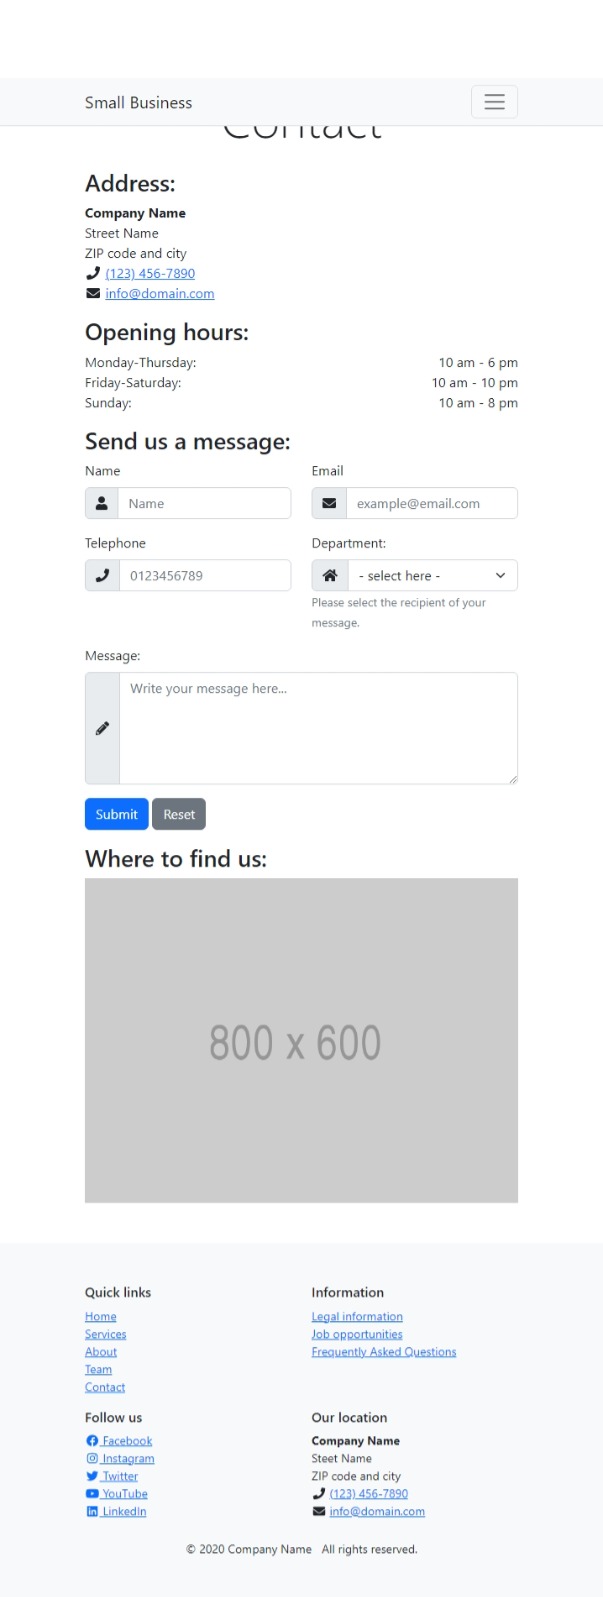 Small Business
Contact
Address:
Company Name
Street Name
ZIP code and city
(123) 456-7890
info@domain.com
Opening hours:
Monday-Thursday: 10 am - 6 pm
Friday-Saturday: 10 am - 10 pm
Sunday: 10 am - 8 pm
Send us a message:
Name Email
Name example@email.com
Telephone Department:
0123456789 - select here -
Please select the recipient of your
message.
Message:
Write your message here...
Submit Reset
Where to find us:
800 x 600
Quick links
Home
Services
About
Team
Contact
Information
Legal information
Job opportunities
Frequently Asked Questions
Follow us
Facebook
Instagram
Twitter
YouTube
LinkedIn
Our location
Company Name
Steet Name
ZIP code and city
(123) 456-7890
info@domain.com
© 2020 Company Name All rights reserved.